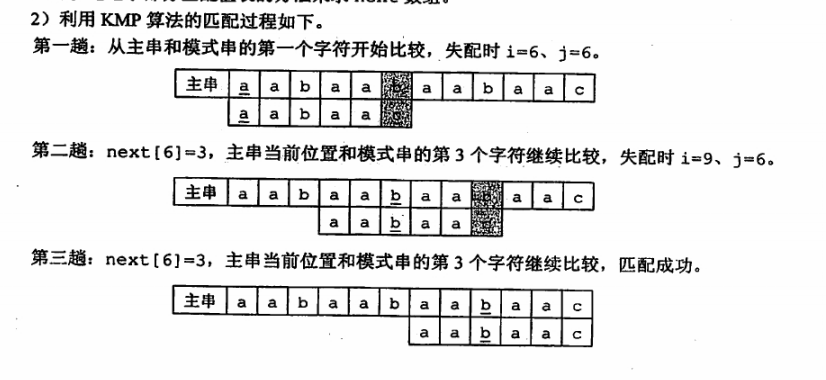 2）利用 KMP 算法的匹配过程如下。
第一趟：从主串和模式串的第一个字符开始比较，失配时 i=6、j=6。
主串 a a b a a a a b a a c
a a b a a
第二趟：next[6]=3，主串当前位置和模式串的第 3 个字符继续比较，失配时 i=9、j=6。
主串 a a b a a b a a a a c
a a b a a
第三趟：next[6]=3，主串当前位置和模式串的第 3 个字符继续比较，匹配成功。
主串 a a b a a b a a b a a c
a a b a a c